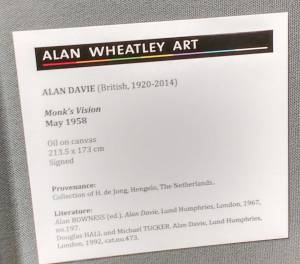 ALAN WHEATLEY ART
ALAN DAVIE (British, 1920-2014)
Monk's Vision
May 1958
Oil on canvas
213.5 x 173 cm
Signed
Provenance:
Collection of H. de Jong, Hengelo, The Netherlands.
Literature:
Alan BOWNESS (ed.), Alan Davie, Lund Humphries, London, 1967,
no.197.
Douglas HALL and Michael TUCKER, Alan Davie, Lund Humphries,
London, 1992, cat.no.473.